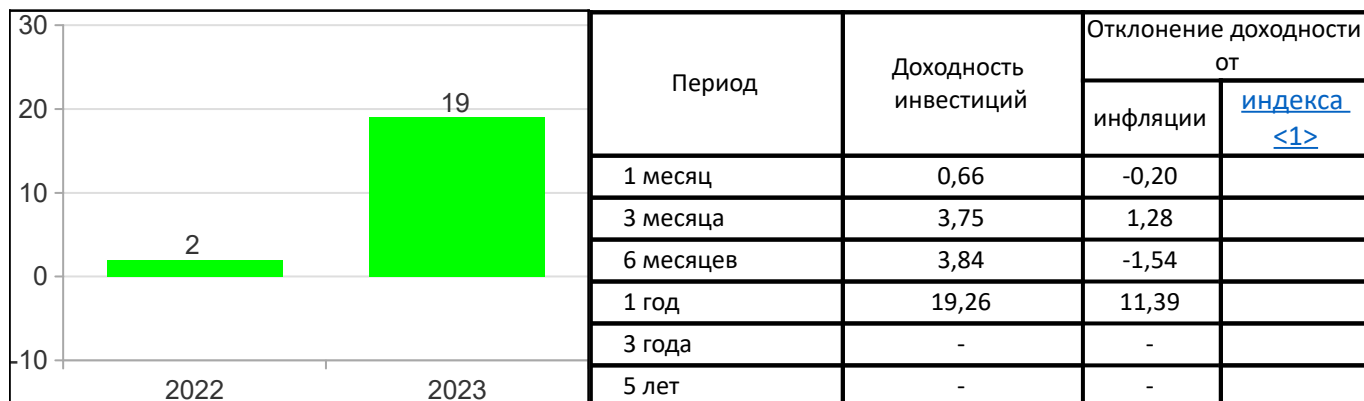 30
20
10
0
-10
2
19
2022
2023
Период
Доходность
инвестиций
Отклонение доходности
от
инфляции
индекса
<1>
1 месяц 0,66 -0,20
3 месяца 3,75 1,28
6 месяцев 3,84 -1,54
1 год 19,26 11,39
3 года - -
5 лет - -